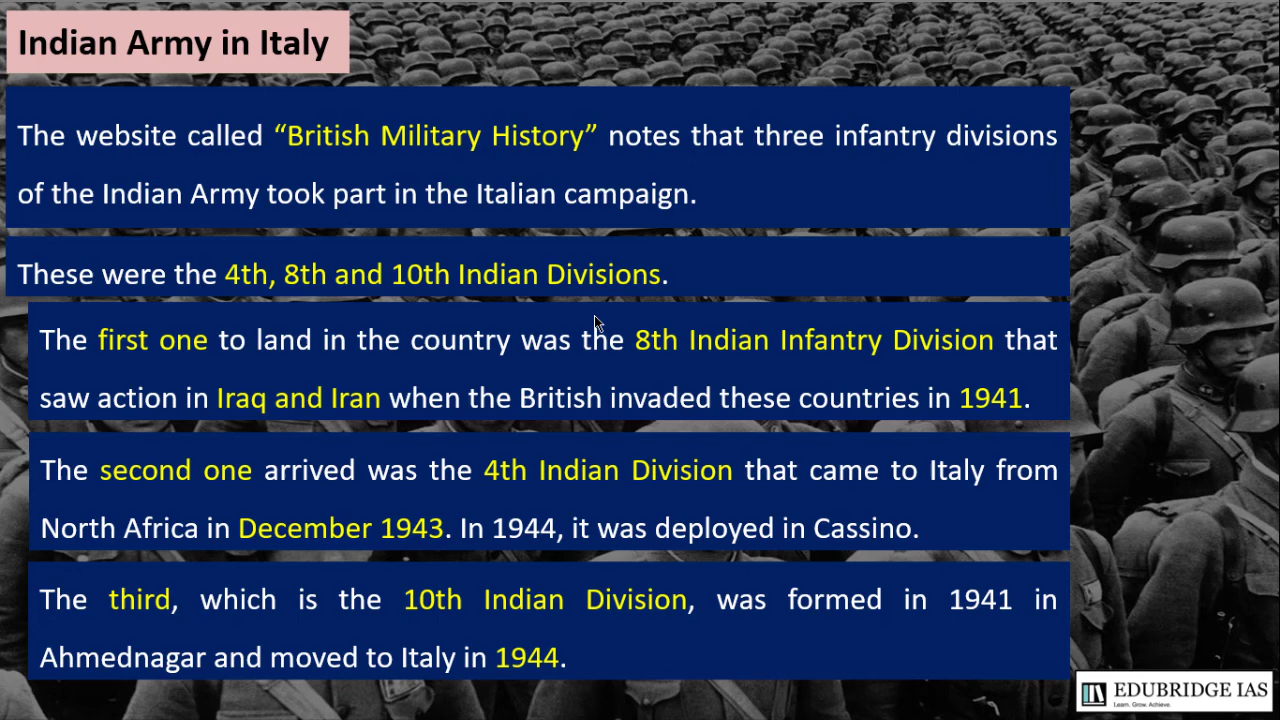 Indian Army in Italy
The website called “British Military History” notes that three infantry divisions
of the Indian Army took part in the Italian campaign.
These were the 4th, 8th and 10th Indian Divisions.
The first one to land in the country was the 8th Indian Infantry Division that
saw action in Iraq and Iran when the British invaded these countries in 1941.
The second one arrived was the 4th Indian Division that came to Italy from
North Africa in December 1943. In 1944, it was deployed in Cassino.
The third, which is the 10th Indian Division, was formed in 1941 in
Ahmednagar and moved to Italy in 1944.
EDUBRIDGE IAS
Learn. Grow. Achieve.